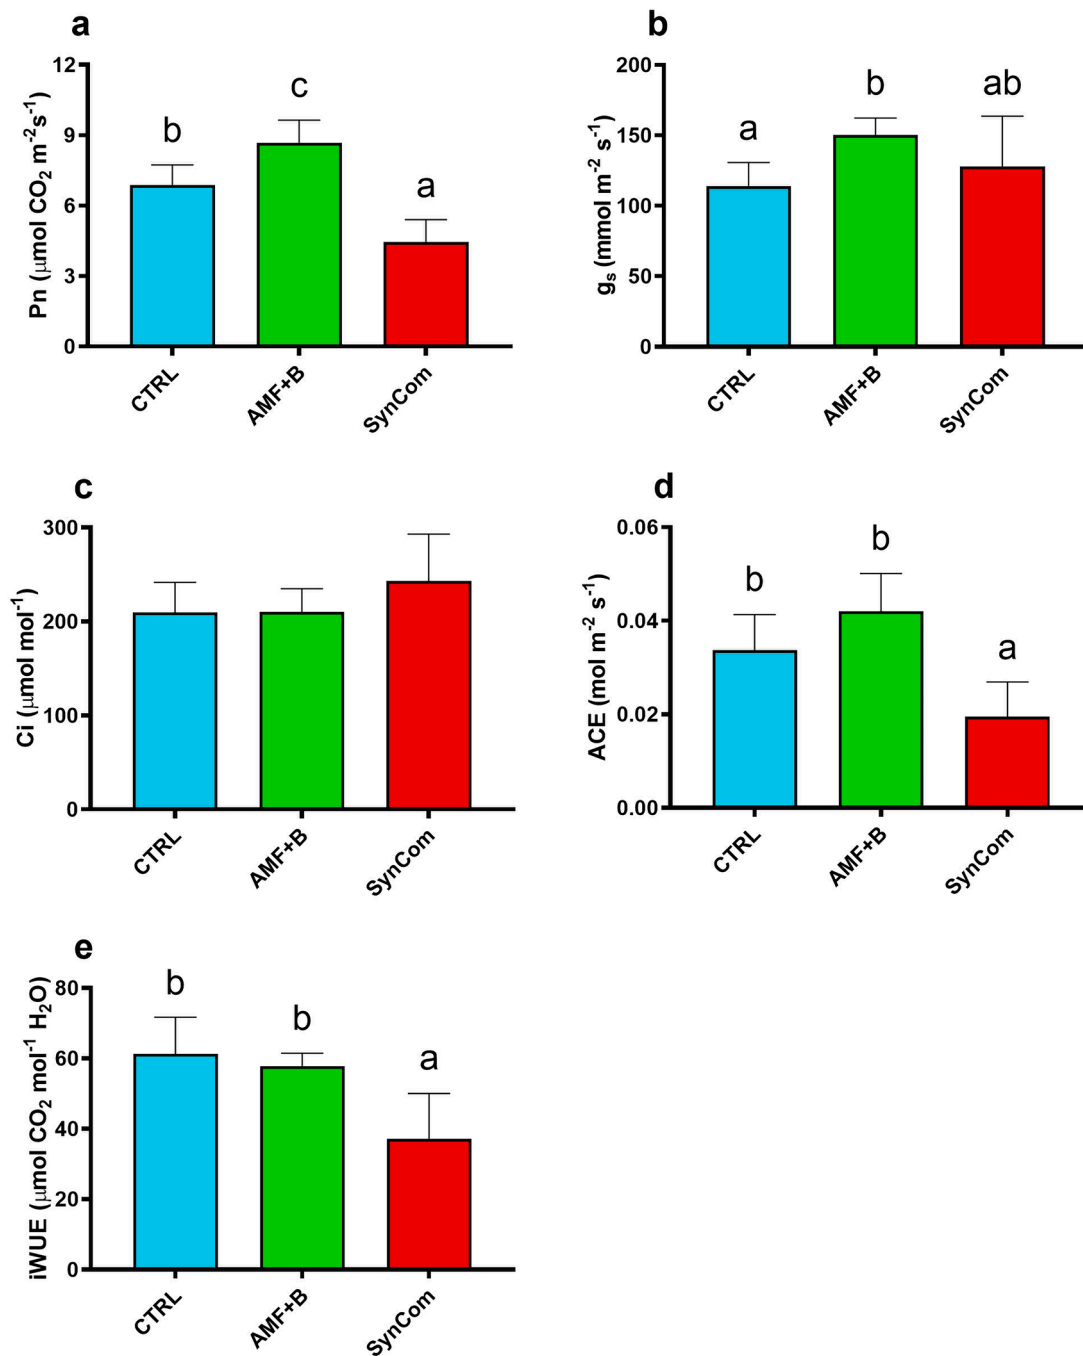 a
Pn (μmol CO₂ m⁻²s⁻¹)
12
9
6
3
0
b
c
a
CTRL
AMF+B
SynCom
b
gₛ (mmol m⁻² s⁻¹)
200
150
100
50
0
a
b
ab
CTRL
AMF+B
SynCom
c
Ci (μmol mol⁻¹)
300
200
100
0
CTRL
AMF+B
SynCom
d
ACE (mol m⁻² s⁻¹)
0.06
0.04
0.02
0.00
b
b
a
CTRL
AMF+B
SynCom
e
iWUE (μmol CO₂ mol⁻¹ H₂O)
80
60
40
20
0
b
b
a
CTRL
AMF+B
SynCom